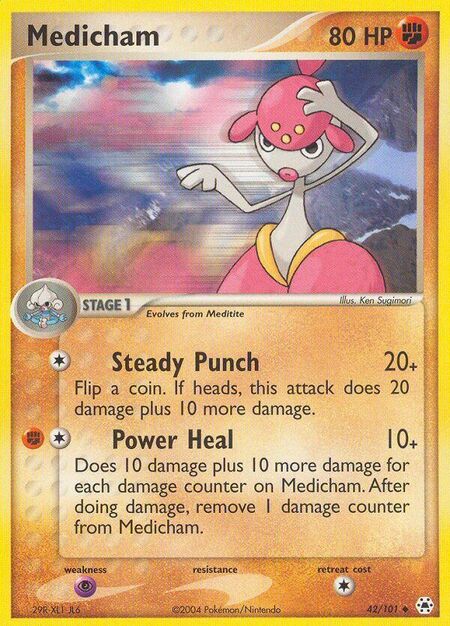 Medicham 80 HP
Illus. Ken Sugimori
STAGE 1
Evolves from Meditite
Steady Punch 20+
Flip a coin. If heads, this attack does 20
damage plus 10 more damage.
Power Heal 10+
Does 10 damage plus 10 more damage for
each damage counter on Medicham. After
doing damage, remove 1 damage counter
from Medicham.
weakness resistance retreat cost
29R-XL1 JL6 ©2004 Pokémon/Nintendo 42/101